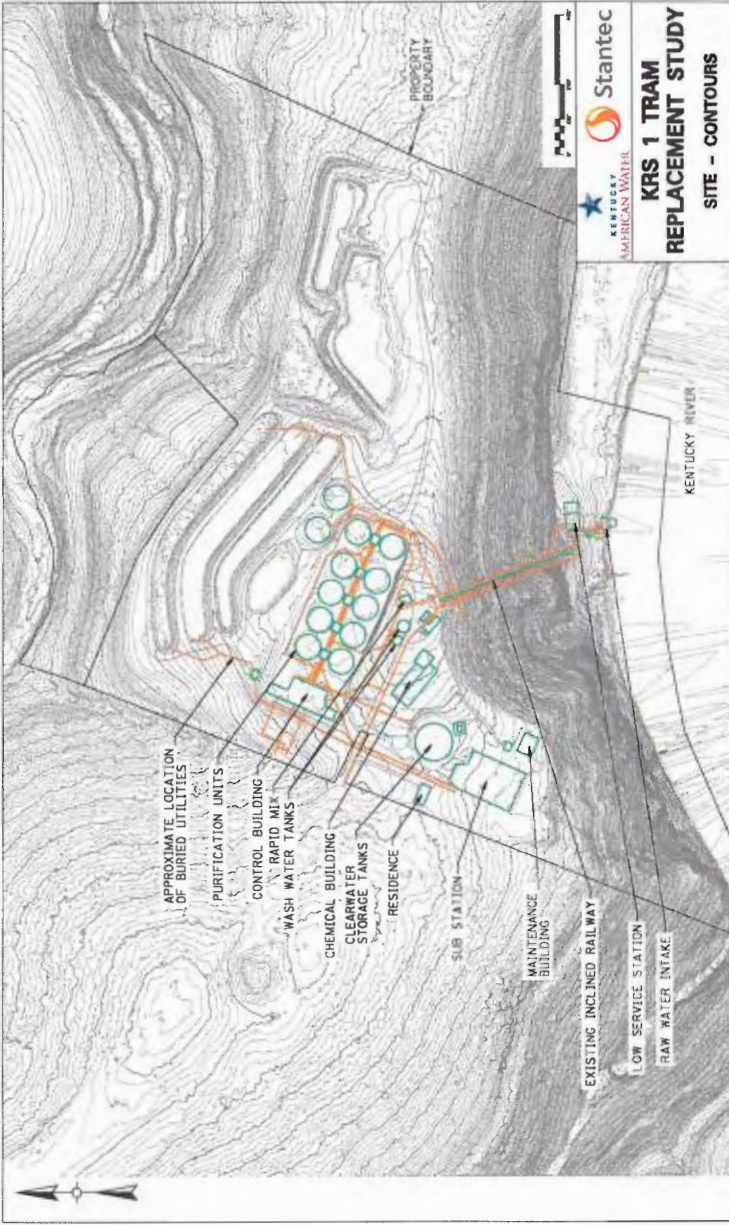 APPROXIMATE LOCATION
OF BURIED UTILITIES
PURIFICATION UNITS
CONTROL BUILDING
RAPID MIX
WASH WATER TANKS
CHEMICAL BUILDING
CLEARWATER
STORAGE TANKS
RESIDENCE
SUB STATION
MAINTENANCE
BUILDING
EXISTING INCLINED RAILWAY
LOW SERVICE STATION
RAW WATER INTAKE
PROPERTY
BOUNDARY
KENTUCKY RIVER
KENTUCKY
AMERICAN WATER
Stantec
KRS 1 TRAM
REPLACEMENT STUDY
SITE - CONTOURS